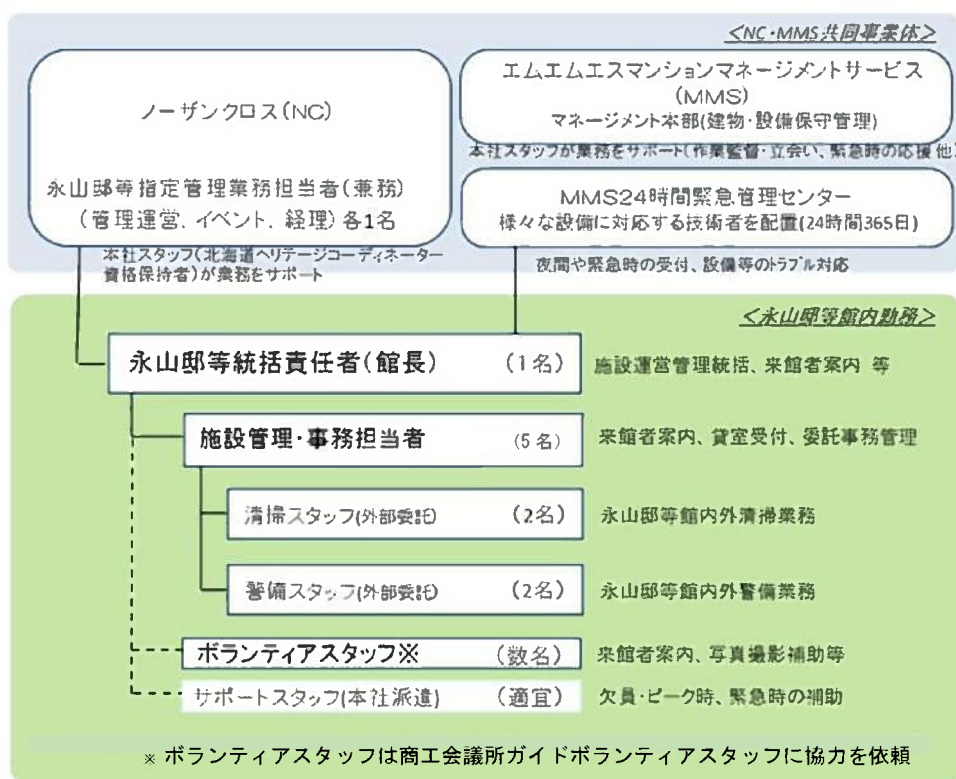 <NC・MMS共同事業体>
ノーザンクロス(NC)
永山邸等指定管理業務担当者(兼務)
(管理運営、イベント、経理)各1名
本社スタッフ(北海道ヘリテージコーディネーター
資格保持者)が業務をサポート
エムエムエスマンションマネージメントサービス
(MMS)
マネージメント本部(建物・設備保守管理)
本社スタッフが業務をサポート(作業監督・立会い、緊急時の応援他)
MMS24時間緊急管理センター
様々な設備に対応する技術者を配置(24時間365日)
夜間や緊急時の受付、設備等のトラブル対応
<永山邸等館内勤務>
永山邸等統括責任者(館長) (1名) 施設運営管理統括、来館者案内 等
施設管理・事務担当者 (5名) 来館者案内、貸室受付、委託事務管理
清掃スタッフ(外部委託) (2名) 永山邸等館内外清掃業務
警備スタッフ(外部委託) (2名) 永山邸等館内外警備業務
ボランティアスタッフ※ (数名) 来館者案内、写真撮影補助等
サポートスタッフ(本社派遣) (適宜) 欠員・ピーク時、緊急時の補助
※ ボランティアスタッフは商工会議所ガイドボランティアスタッフに協力を依頼